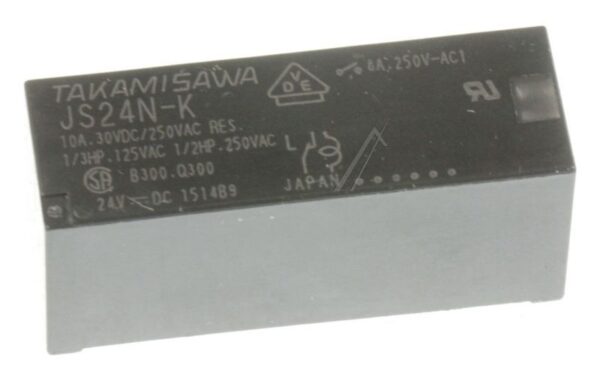 TAKAMISAWA
JS24N-K
10A.30VDC/250VAC RES.
1/3HP.125VAC 1/2HP.250VAC
B300.Q300
24V DC 1514B9
VDE
8A.250V-AC1
L
JAPAN